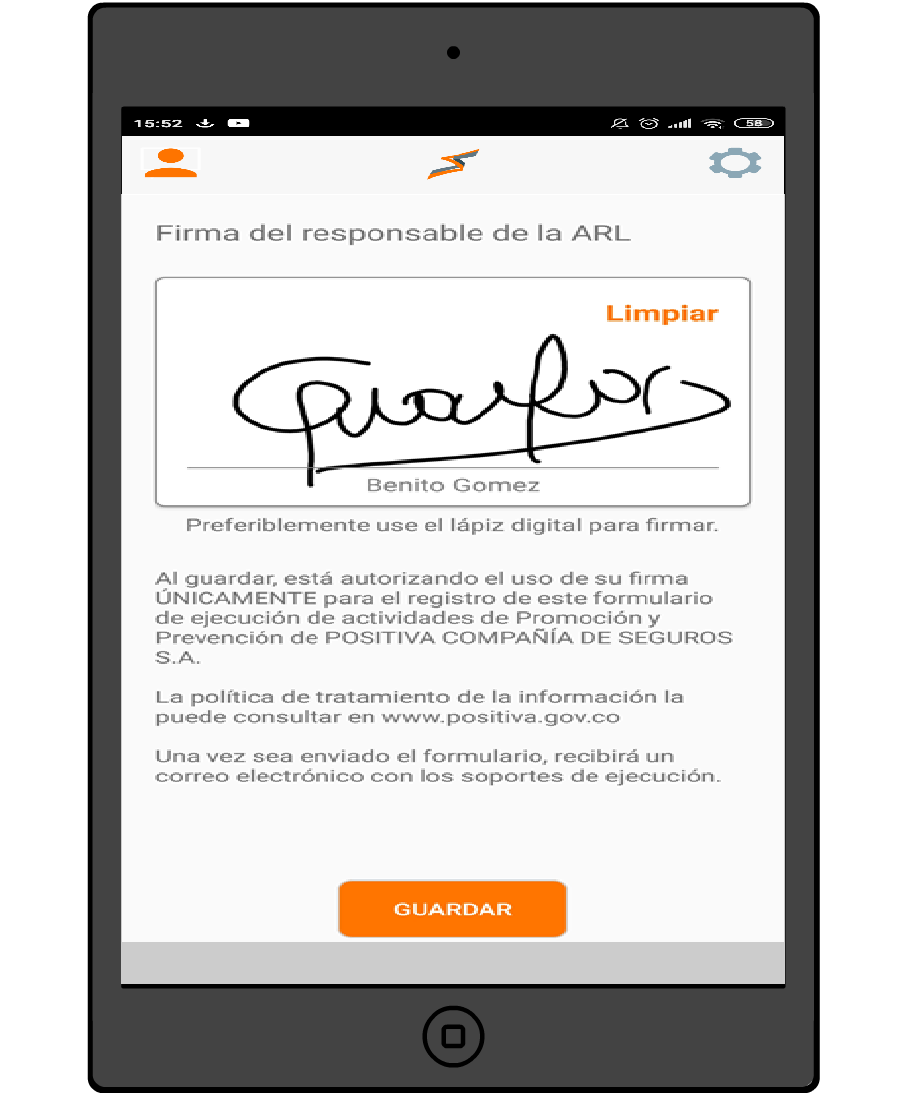 15:52
58
Firma del responsable de la ARL
Limpiar
Benito Gomez
Preferiblemente use el lápiz digital para firmar.
Al guardar, está autorizando el uso de su firma
ÚNICAMENTE para el registro de este formulario
de ejecución de actividades de Promoción y
Prevención de POSITIVA COMPAÑÍA DE SEGUROS
S.A.
La política de tratamiento de la información la
puede consultar en www.positiva.gov.co
Una vez sea enviado el formulario, recibirá un
correo electrónico con los soportes de ejecución.
GUARDAR